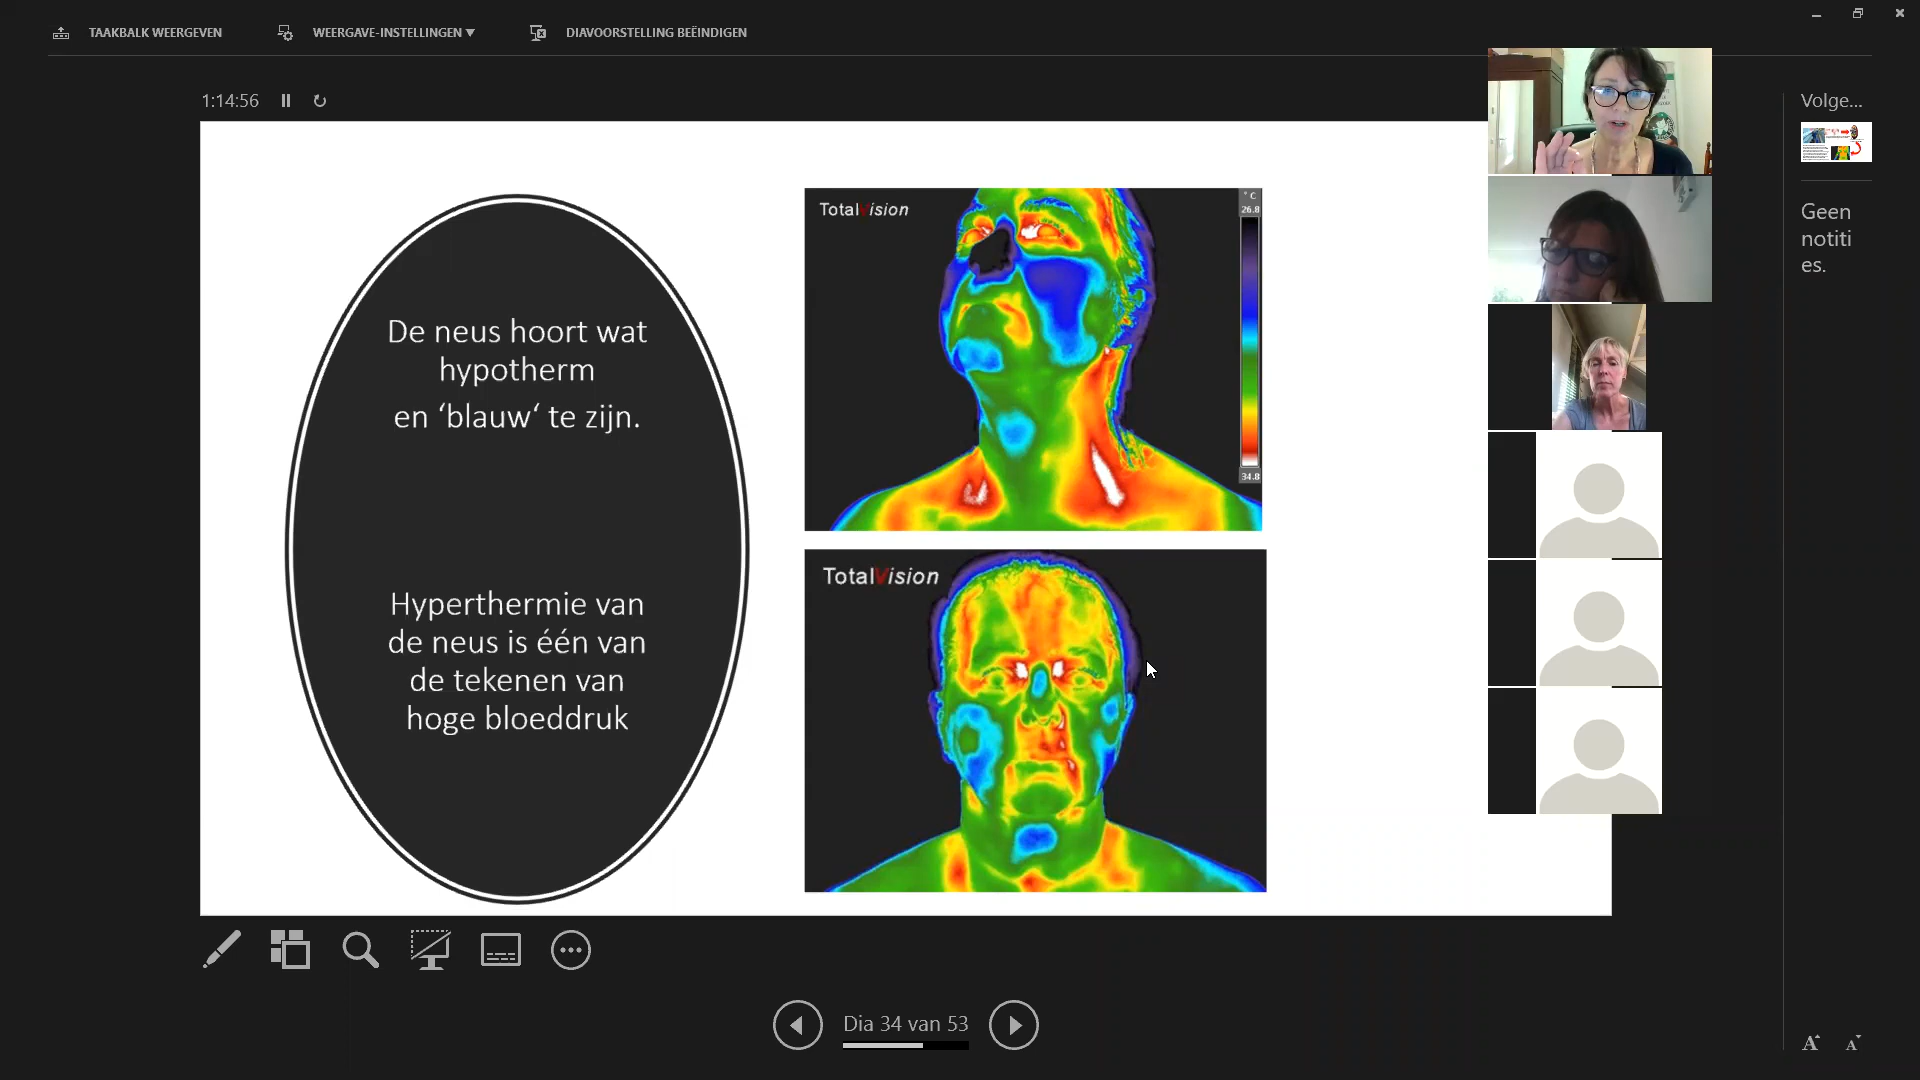 TAAKBALK WEERGEVEN
WEERGAVE-INSTELLINGEN
DIAVOORSTELLING BEËINDIGEN
1:14:56
De neus hoort wat
hypotherm
en ‘blauw‘ te zijn.
Hyperthermie van
de neus is één van
de tekenen van
hoge bloeddruk
TotalVision
°C
26.8
34.8
TotalVision
Volge...
Geen
notiti
es.
Dia 34 van 53
A
A